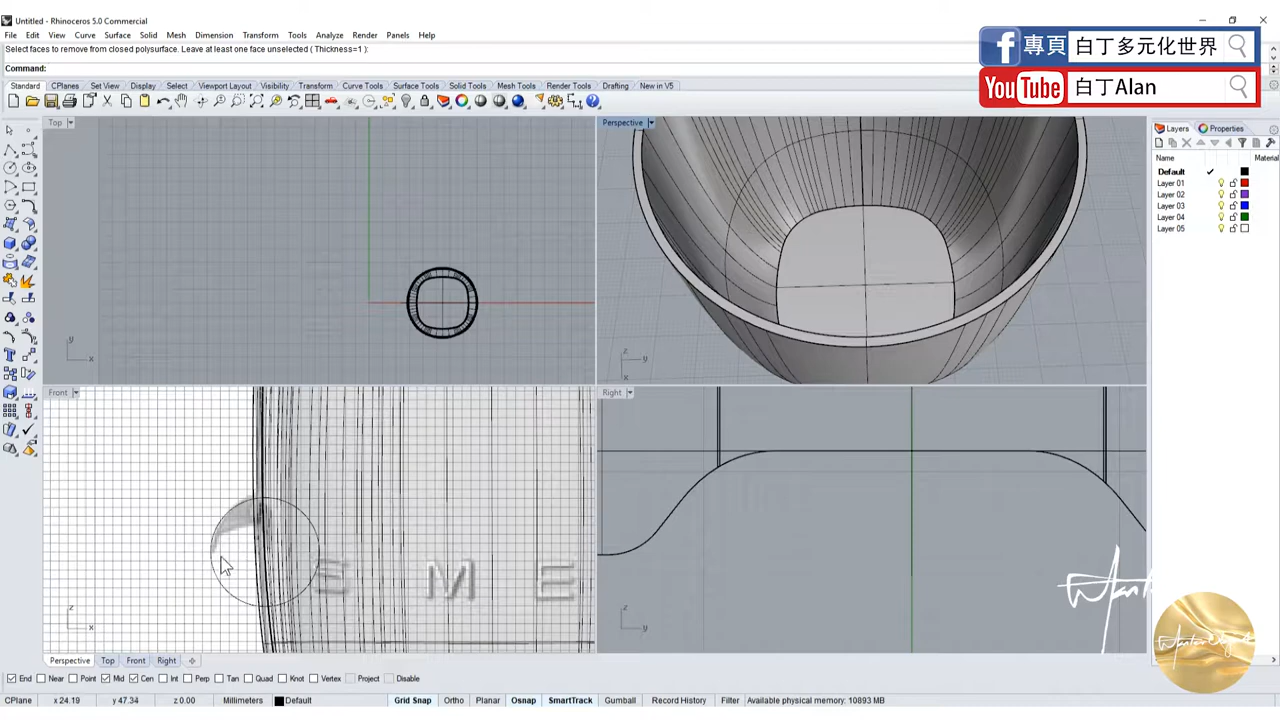 Untitled - Rhinoceros 5.0 Commercial
File Edit View Curve Surface Solid Mesh Dimension Transform Tools Analyze Render Panels Help
Select faces to remove from closed polysurface. Leave at least one face unselected ( Thickness=1 ):
Command:
專頁 白丁多元化世界
YouTube 白丁Alan
Standard CPlanes Set View Display Select Viewport Layout Visibility Transform Curve Tools Surface Tools Solid Tools Mesh Tools Render Tools Drafting New in V5
Top
Perspective
Layers Properties
Name Material
Default
Layer 01
Layer 02
Layer 03
Layer 04
Layer 05
y
x
z
y
x
Front
Right
S M E
z
x
z
y
Perspective Top Front Right
End Near Point Mid Cen Int Perp Tan Quad Knot Vertex Project Disable
CPlane x 24.19 y 47.34 z 0.00 Millimeters Default Grid Snap Ortho Planar Osnap SmartTrack Gumball Record History Filter Available physical memory: 10893 MB